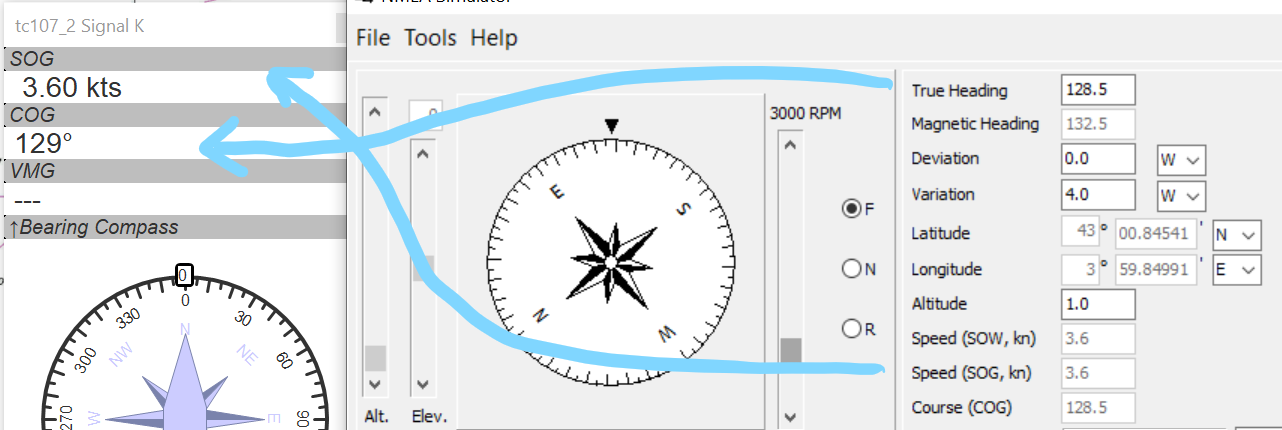 tc107_2 Signal K
SOG
3.60 kts
COG
129°
VMG
---
↑Bearing Compass
0
0
330
30
300
60
270
90
N
NW
NE
W
E
File Tools Help
0
Alt.
Elev.
E
S
N
W
3000 RPM
F
N
R
True Heading 128.5
Magnetic Heading 132.5
Deviation 0.0 W
Variation 4.0 W
Latitude 43 ° 00.84541 ' N
Longitude 3 ° 59.84991 ' E
Altitude 1.0
Speed (SOW, kn) 3.6
Speed (SOG, kn) 3.6
Course (COG) 128.5